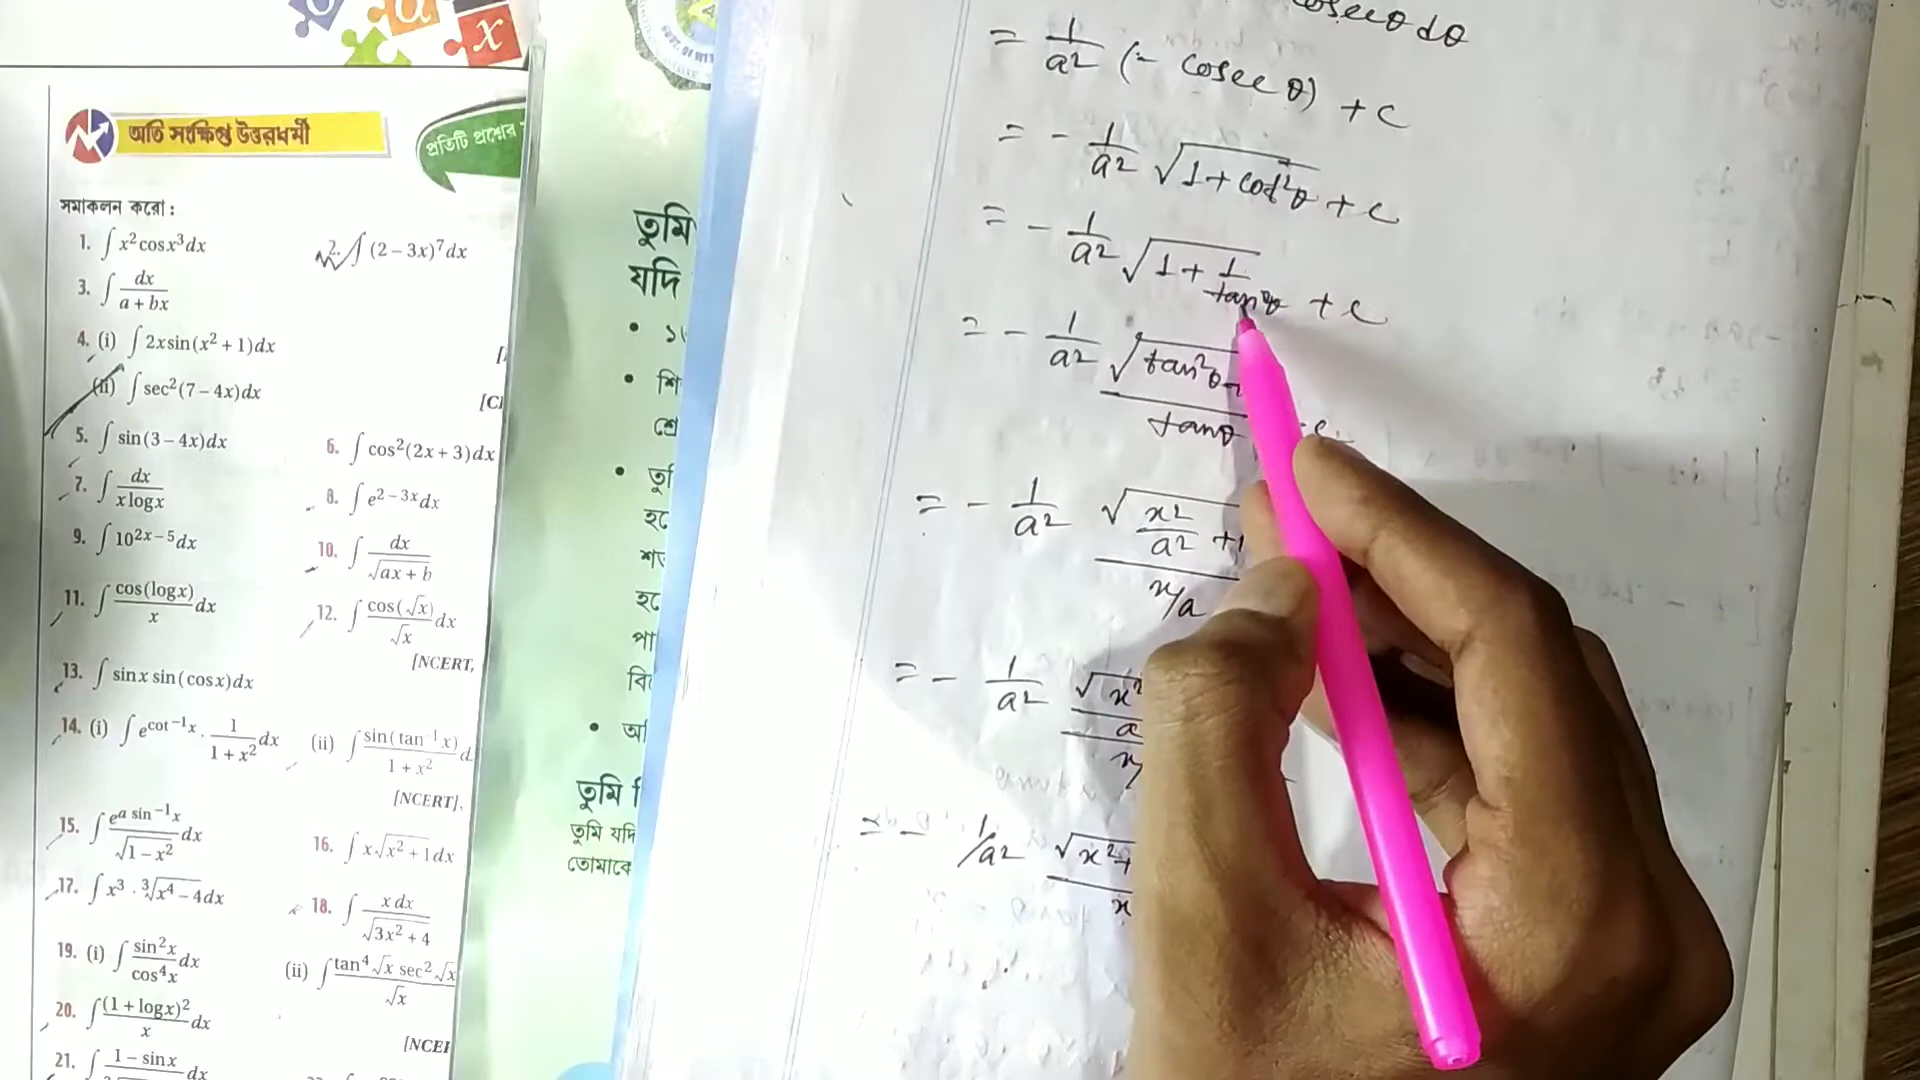 x
অতি সংক্ষিপ্ত উত্তরধর্মী
প্রতিটি প্রশ্নের
সমাকলন করো :
1. ∫ x² cos x³ dx
2. ∫ (2 − 3x)⁷ dx
3. ∫ dx / (a + bx)
4. (i) ∫ 2x sin(x² + 1) dx
(ii) ∫ sec²(7 − 4x) dx
5. ∫ sin(3 − 4x) dx
6. ∫ cos²(2x + 3) dx
7. ∫ dx / (x log x)
8. ∫ e^(2−3x) dx
9. ∫ 10^(2x−5) dx
10. ∫ dx / √(ax + b)
11. ∫ cos(log x) / x dx
12. ∫ cos(√x) / √x dx
[NCERT,
13. ∫ sin x sin(cos x) dx
14. (i) ∫ e^(cot⁻¹x) · 1 / (1 + x²) dx
(ii) ∫ sin(tan⁻¹x) / (1 + x²) d
[NCERT],
15. ∫ e^(a sin⁻¹x) / √(1 − x²) dx
16. ∫ x√(x² + 1) dx
17. ∫ x³ · ∛(x⁴ − 4) dx
18. ∫ x dx / √(3x² + 4)
19. (i) ∫ sin²x / cos⁴x dx
(ii) ∫ tan⁴√x sec²√x / √x
20. ∫ (1 + log x)² / x dx
[NCEI
21. ∫ 1 − sin x dx
তুমি
যদি
• ১
• শি
শ্রে
• তু
হ
শ
হ
পা
বি
• অ
তুমি
তুমি যদি
তোমাকে
cosec θ dθ
= 1/a² (− cosec θ) + c
= − 1/a² √(1 + cot²θ) + c
= − 1/a² √(1 + 1/tan²θ) + c
= − 1/a² √(tan²θ / tan θ
= − 1/a² √(x²/a² +1 / x/a
= − 1/a² √x² / a
= − 1/a² √x²+ / x